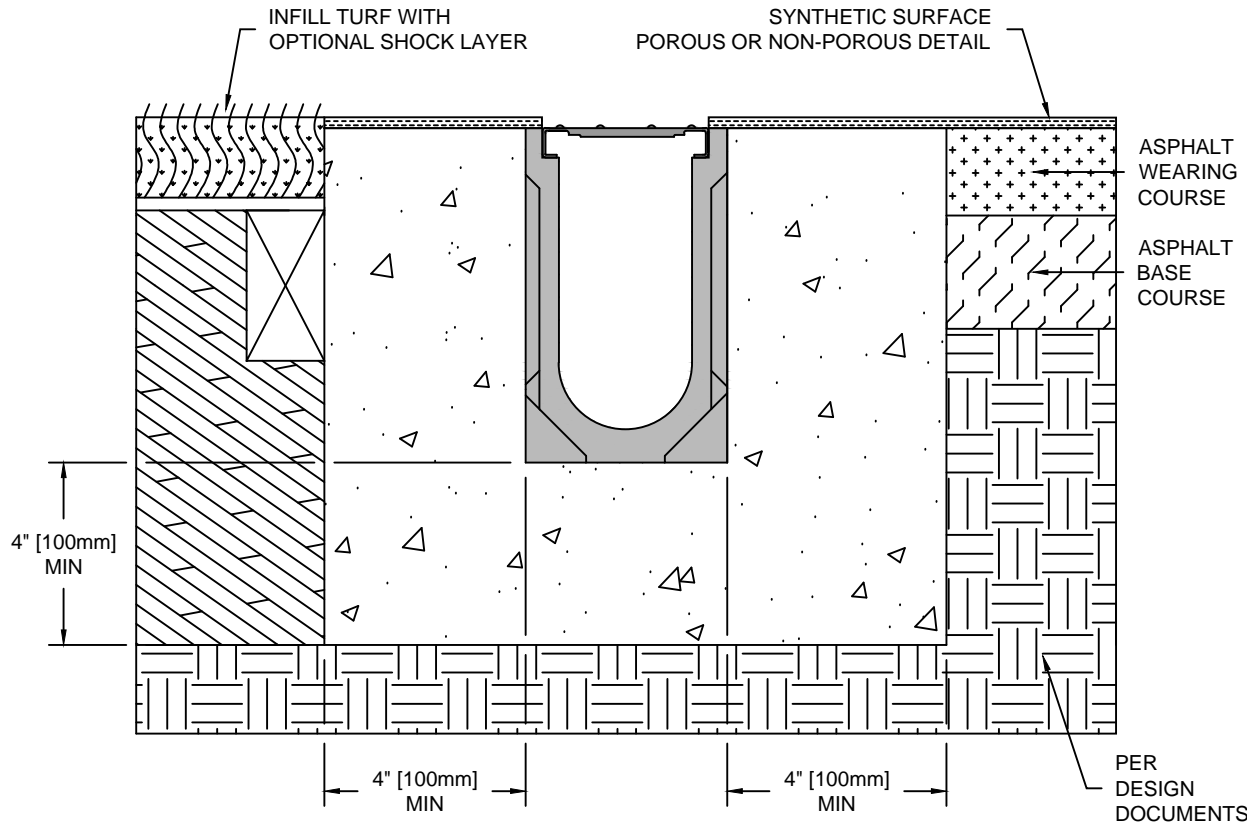 INFILL TURF WITH
OPTIONAL SHOCK LAYER
SYNTHETIC SURFACE
POROUS OR NON-POROUS DETAIL
ASPHALT
WEARING
COURSE
ASPHALT
BASE
COURSE
4" [100mm]
MIN
4" [100mm]
MIN
4" [100mm]
MIN
PER
DESIGN
DOCUMENTS